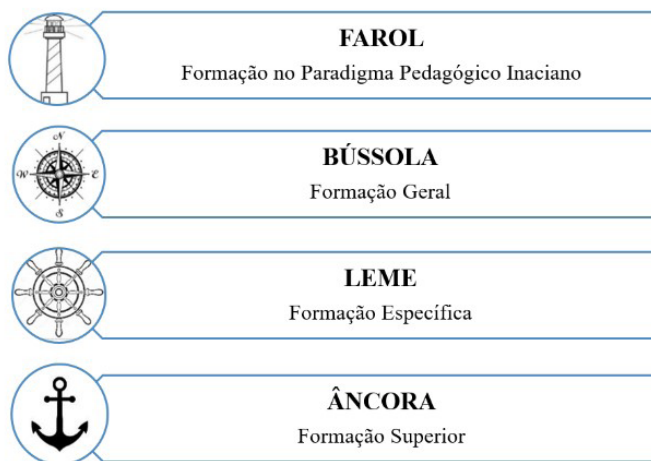 FAROL
Formação no Paradigma Pedagógico Inaciano
N
W E
S
BÚSSOLA
Formação Geral
LEME
Formação Específica
ÂNCORA
Formação Superior